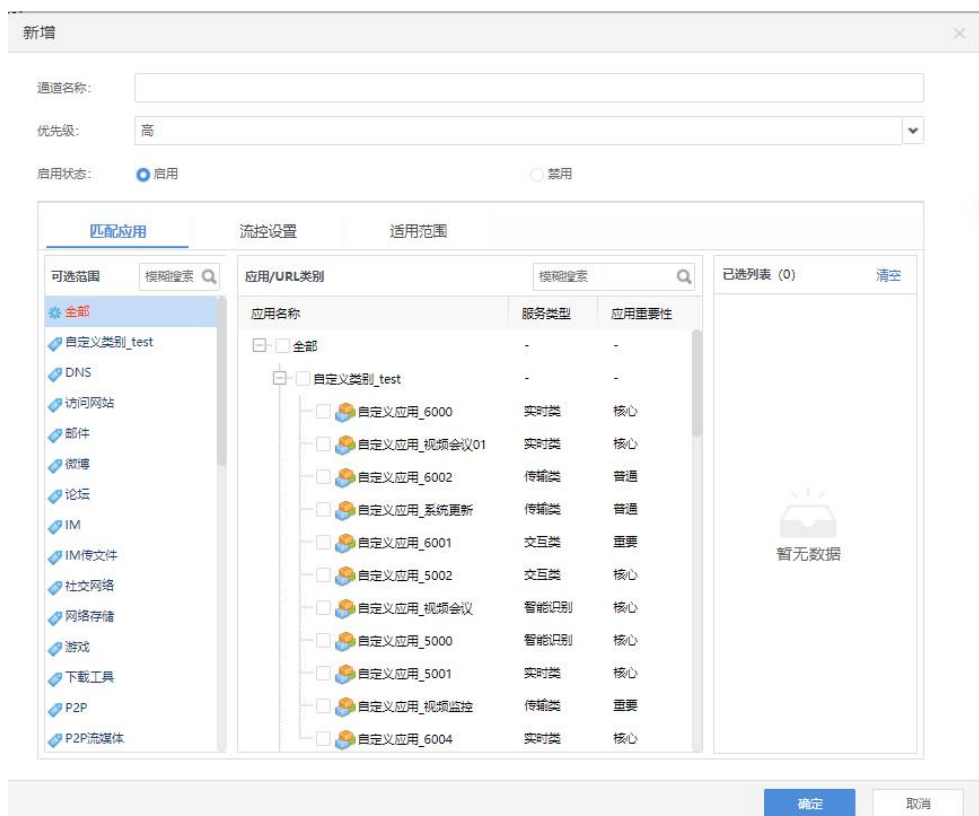 新增
通道名称:
优先级: 高
启用状态: 启用 禁用
匹配应用 流控设置 适用范围
可选范围 模糊搜索 应用/URL类别 模糊搜索 已选列表 (0) 清空
全部 应用名称 服务类型 应用重要性
自定义类别_test 全部 - -
DNS 自定义类别_test - -
访问网站 自定义应用_6000 实时类 核心
邮件 自定义应用_视频会议01 实时类 核心
微博 自定义应用_6002 传输类 普通
论坛 自定义应用_系统更新 传输类 普通
IM 自定义应用_6001 交互类 重要
IM传文件 自定义应用_5002 交互类 核心 暂无数据
社交网络 自定义应用_视频会议 智能识别 核心
网络存储 自定义应用_5000 智能识别 核心
游戏 自定义应用_5001 实时类 核心
下载工具 自定义应用_视频监控 传输类 重要
P2P 自定义应用_6004 实时类 核心
P2P流媒体
确定 取消